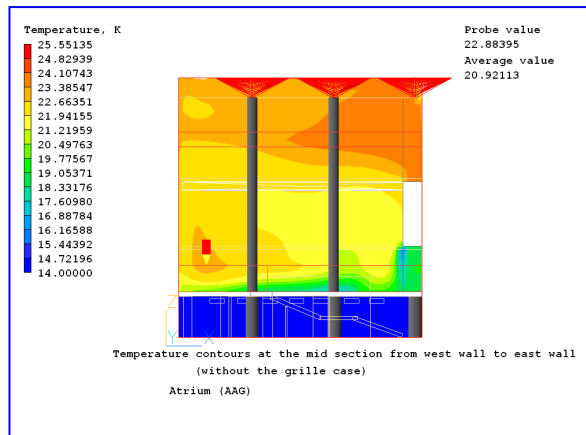 Temperature, K
25.55135
24.82939
24.10743
23.38547
22.66351
21.94155
21.21959
20.49763
19.77567
19.05371
18.33176
17.60980
16.88784
16.16588
15.44392
14.72196
14.00000
Probe value
22.88395
Average value
20.92113
Z
Y
X
Temperature contours at the mid section from west wall to east wall
(without the grille case)
Atrium (AAG)